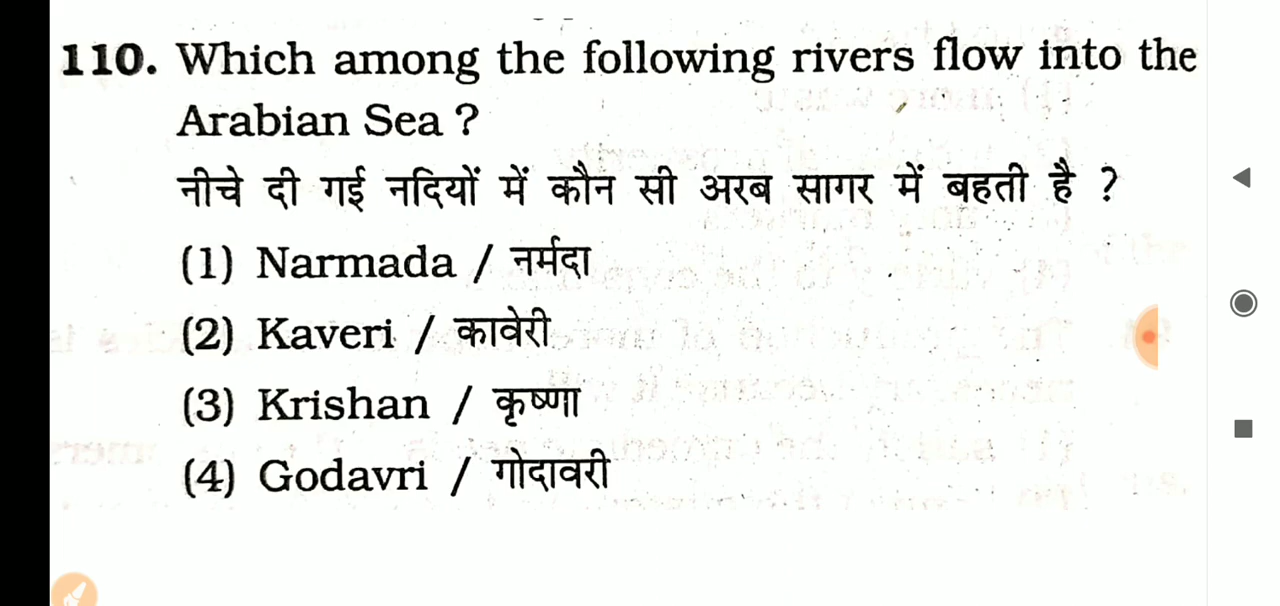 110. Which among the following rivers flow into the
Arabian Sea ?
नीचे दी गई नदियों में कौन सी अरब सागर में बहती है ?
(1) Narmada / नर्मदा
(2) Kaveri / कावेरी
(3) Krishan / कृष्णा
(4) Godavri / गोदावरी